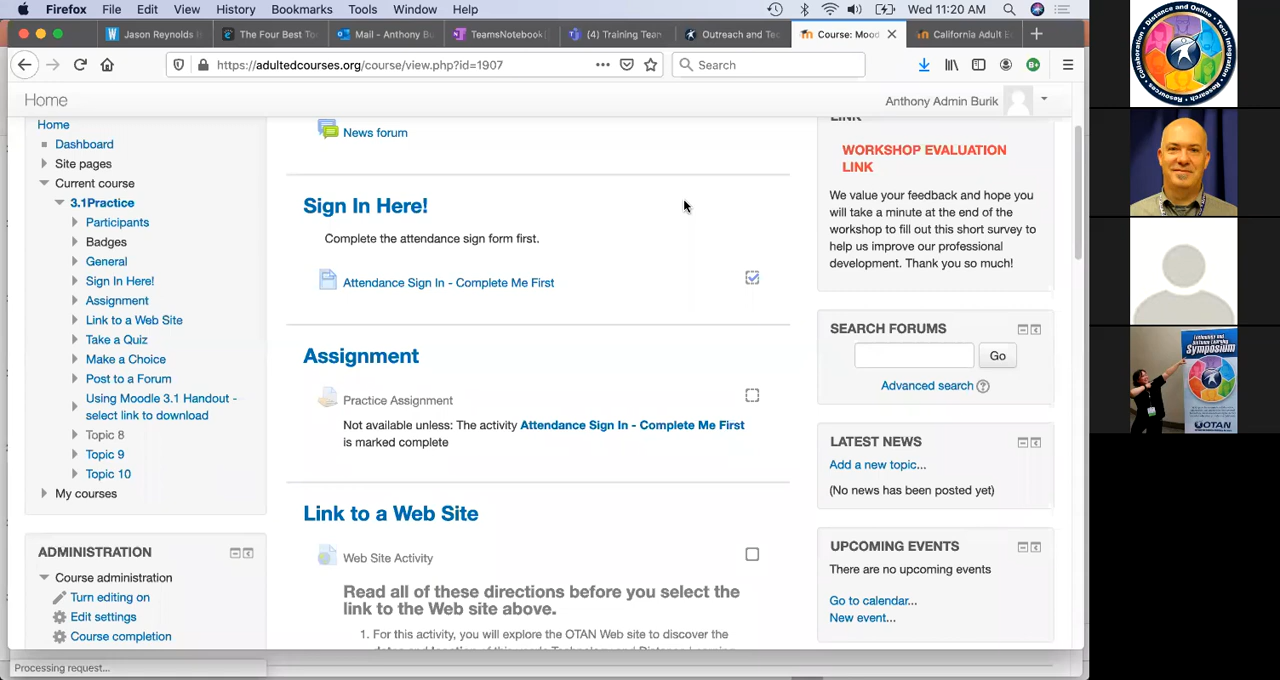 Firefox File Edit View History Bookmarks Tools Window Help
Wed 11:20 AM
Jason Reynolds
The Four Best To
Mail - Anthony Bu
TeamsNotebook
(4) Training Tea
Outreach and Te
Course: Mood
California Adult E
https://adultedcourses.org/course/view.php?id=1907
Search
Home
Anthony Admin Burik
Home
Dashboard
Site pages
Current course
3.1Practice
Participants
Badges
General
Sign In Here!
Assignment
Link to a Web Site
Take a Quiz
Make a Choice
Post to a Forum
Using Moodle 3.1 Handout -
select link to download
Topic 8
Topic 9
Topic 10
My courses
ADMINISTRATION
Course administration
Turn editing on
Edit settings
Course completion
Processing request...
News forum
Sign In Here!
Complete the attendance sign form first.
Attendance Sign In - Complete Me First
Assignment
Practice Assignment
Not available unless: The activity Attendance Sign In - Complete Me First
is marked complete
Link to a Web Site
Web Site Activity
Read all of these directions before you select the
link to the Web site above.
1. For this activity, you will explore the OTAN Web site to discover the
LINK
WORKSHOP EVALUATION
LINK
We value your feedback and hope you
will take a minute at the end of the
workshop to fill out this short survey to
help us improve our professional
development. Thank you so much!
SEARCH FORUMS
Go
Advanced search
LATEST NEWS
Add a new topic...
(No news has been posted yet)
UPCOMING EVENTS
There are no upcoming events
Go to calendar...
New event...
Symposium
OTAN